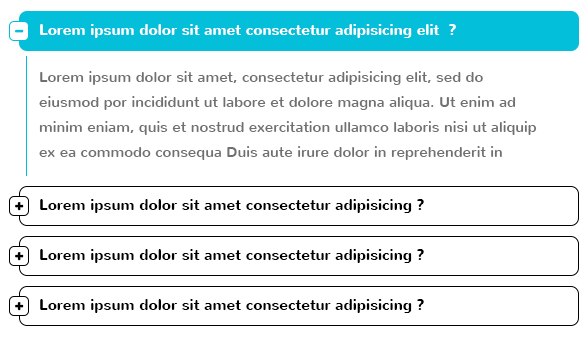 Lorem ipsum dolor sit amet consectetur adipisicing elit ?
Lorem ipsum dolor sit amet, consectetur adipisicing elit, sed do
eiusmod por incididunt ut labore et dolore magna aliqua. Ut enim ad
minim eniam, quis et nostrud exercitation ullamco laboris nisi ut aliquip
ex ea commodo consequa Duis aute irure dolor in reprehenderit in
Lorem ipsum dolor sit amet consectetur adipisicing ?
Lorem ipsum dolor sit amet consectetur adipisicing ?
Lorem ipsum dolor sit amet consectetur adipisicing ?